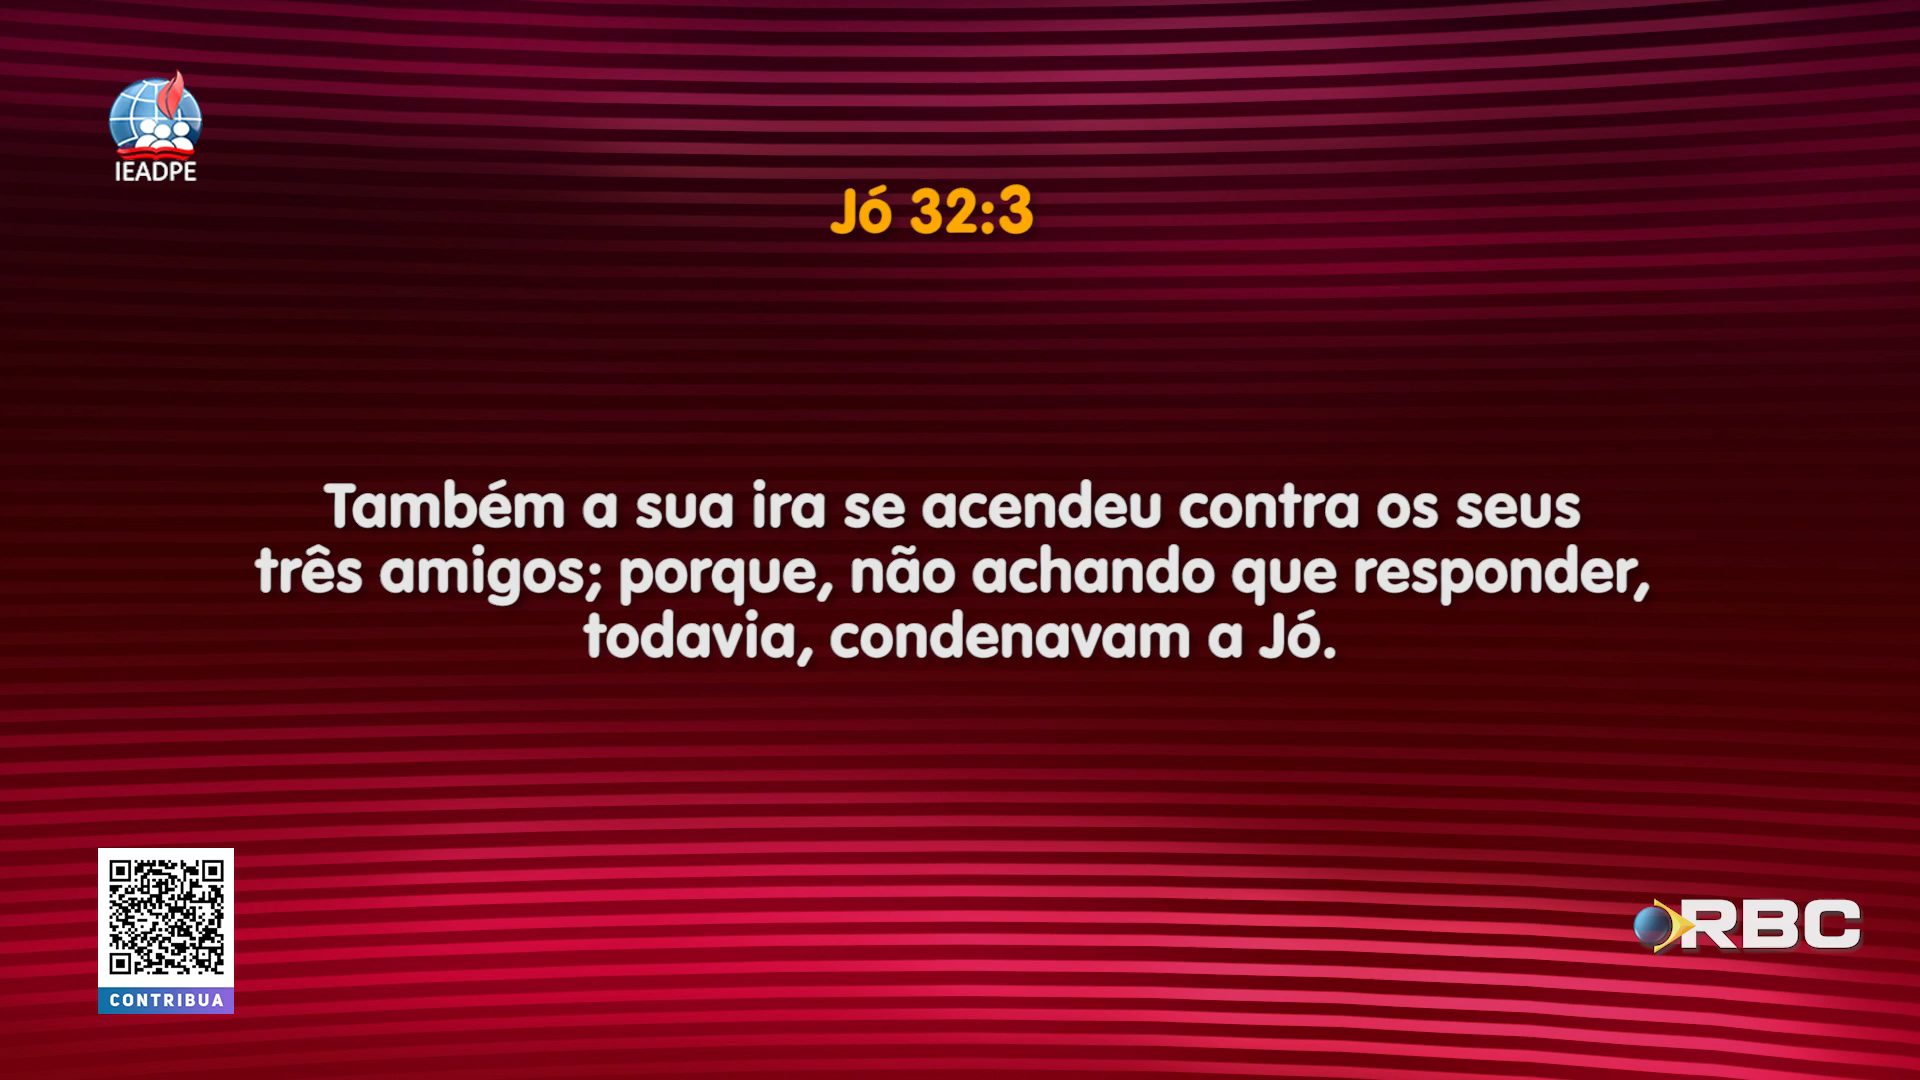 IEADPE
Jó 32:3
Também a sua ira se acendeu contra os seus
três amigos; porque, não achando que responder,
todavia, condenavam a Jó.
CONTRIBUA
RBC